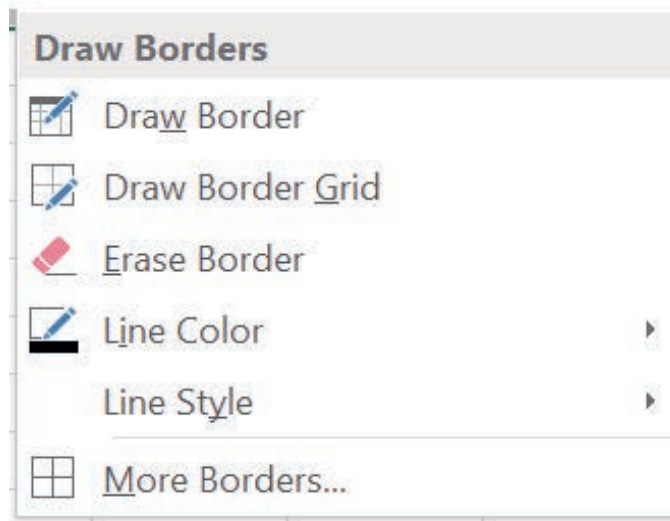 Draw Borders
Draw Border
Draw Border Grid
Erase Border
Line Color
Line Style
More Borders...